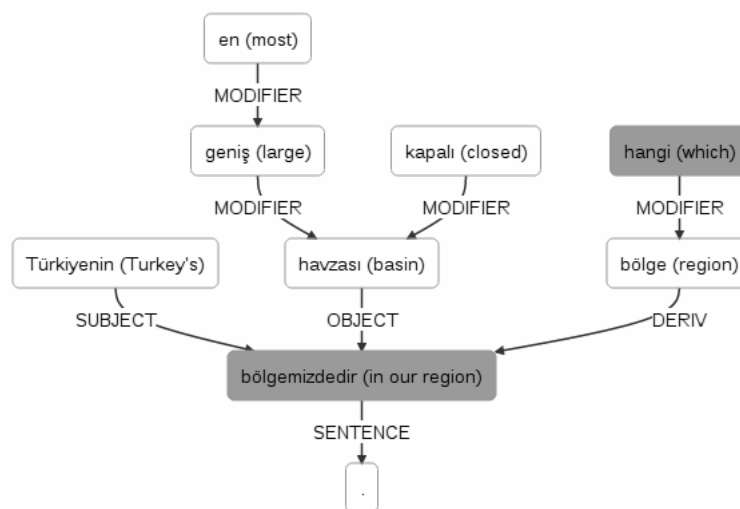 en (most)
MODIFIER
geniş (large)
kapalı (closed)
hangi (which)
MODIFIER
MODIFIER
MODIFIER
Türkiyenin (Turkey's)
havzası (basin)
bölge (region)
SUBJECT
OBJECT
DERIV
bölgemizdedir (in our region)
SENTENCE
.